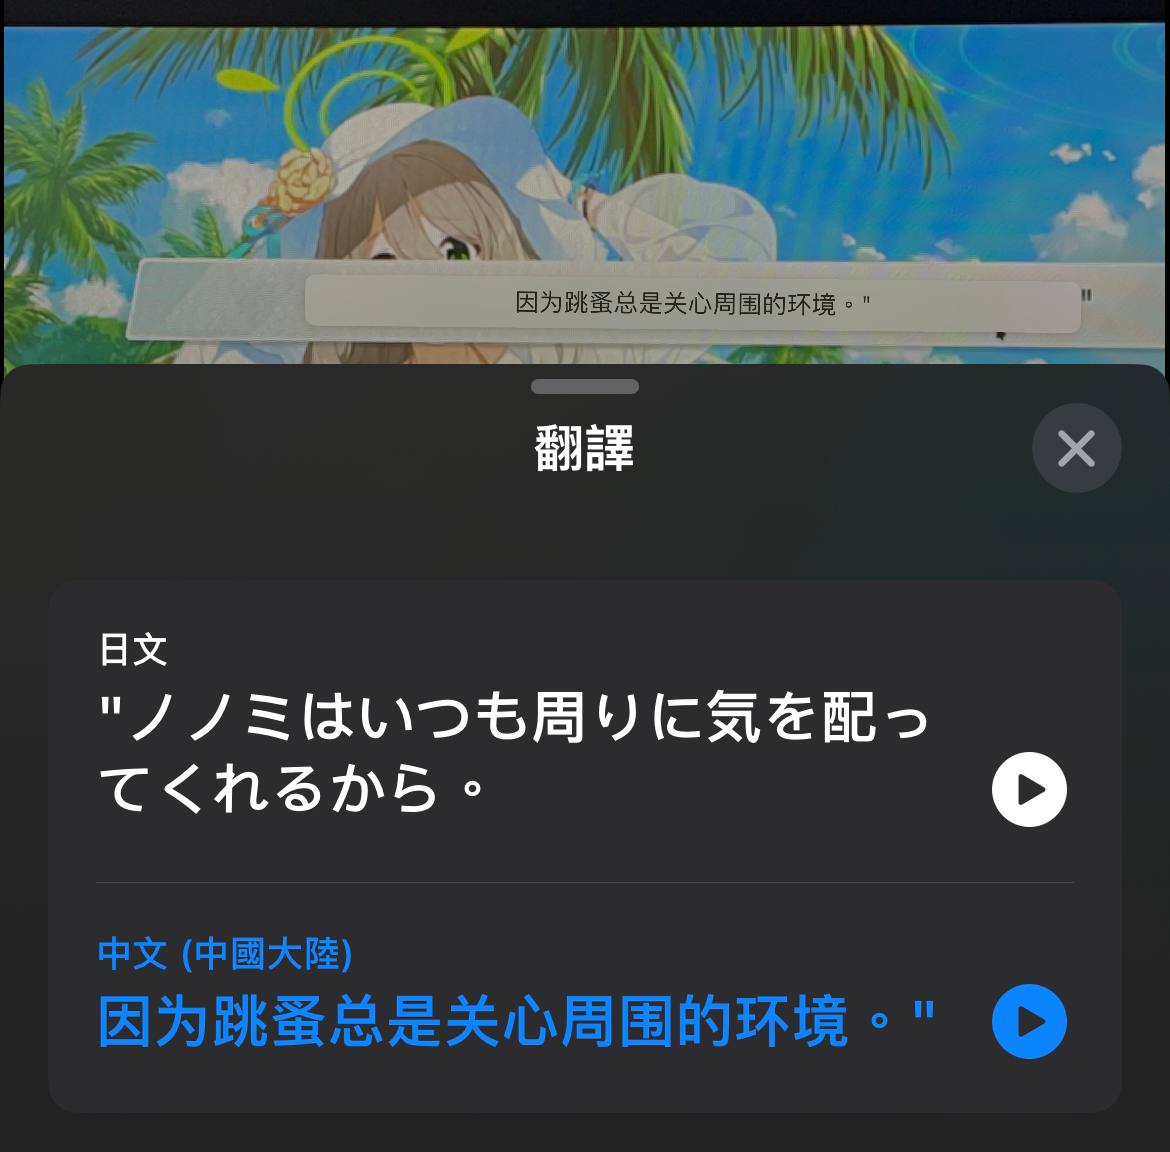 因为跳蚤总是关心周围的环境。"
"
翻譯
日文
"ノノミはいつも周りに気を配っ
てくれるから。
中文 (中國大陸)
因为跳蚤总是关心周围的环境。"